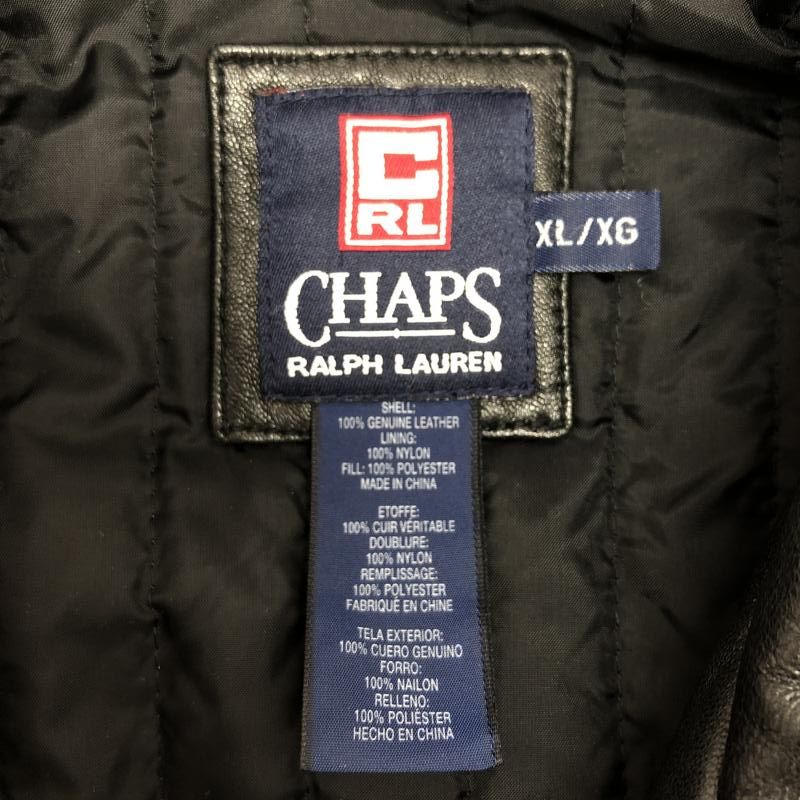 C
RL
CHAPS
RALPH LAUREN
XL/XG
SHELL:
100% GENUINE LEATHER
LINING:
100% NYLON
FILL: 100% POLYESTER
MADE IN CHINA
ETOFFE:
100% CUIR VÉRITABLE
DOUBLURE:
100% NYLON
REMPLISSAGE:
100% POLYESTER
FABRIQUÉ EN CHINE
TELA EXTERIOR:
100% CUERO GENUINO
FORRO:
100% NAILON
RELLENO:
100% POLIÉSTER
HECHO EN CHINA